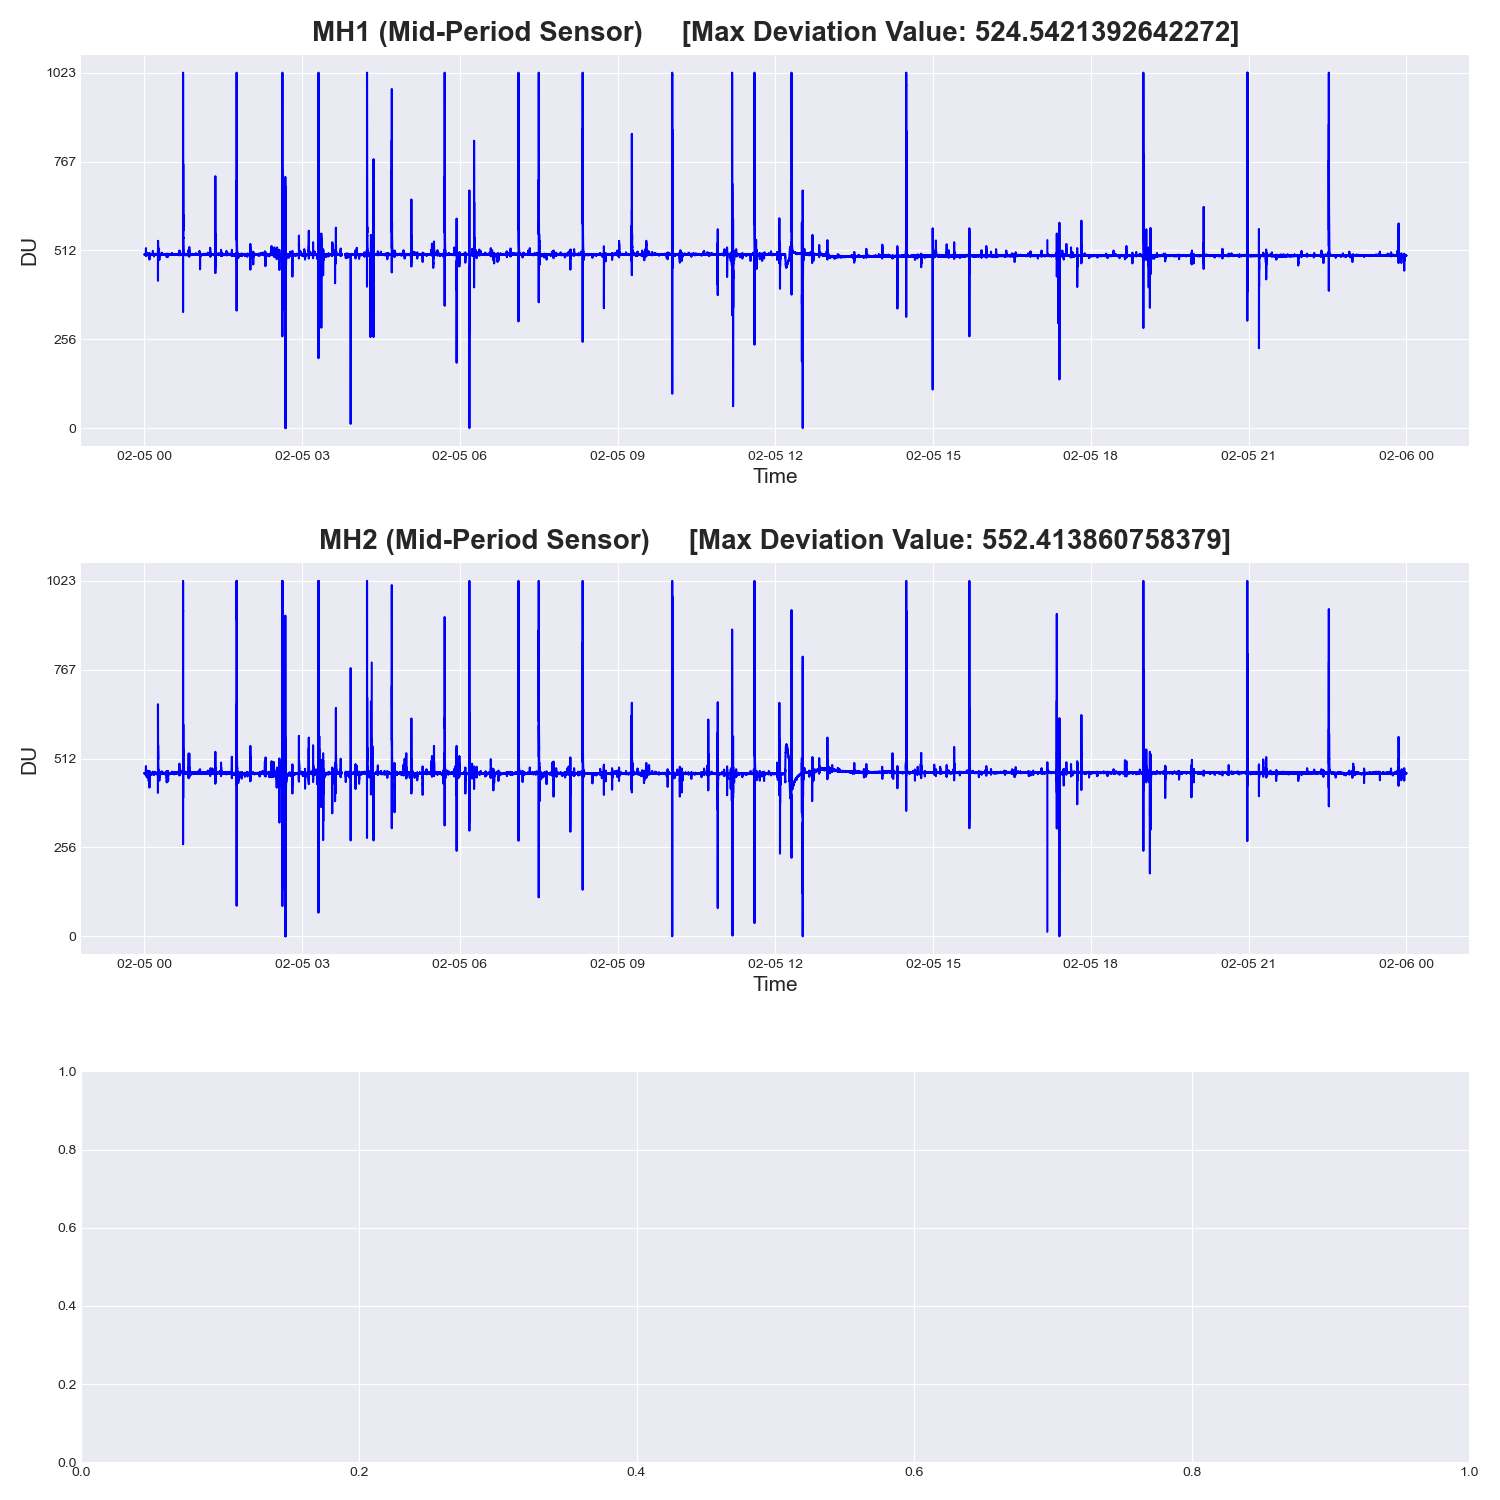 MH1 (Mid-Period Sensor) [Max Deviation Value: 524.5421392642272]
1023
767
512
256
0
DU
02-05 00 02-05 03 02-05 06 02-05 09 02-05 12 02-05 15 02-05 18 02-05 21 02-06 00
Time
MH2 (Mid-Period Sensor) [Max Deviation Value: 552.413860758379]
1023
767
512
256
0
DU
02-05 00 02-05 03 02-05 06 02-05 09 02-05 12 02-05 15 02-05 18 02-05 21 02-06 00
Time
1.0
0.8
0.6
0.4
0.2
0.0
0.0 0.2 0.4 0.6 0.8 1.0